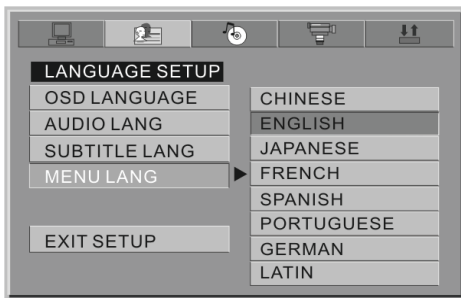 LANGUAGE SETUP
OSD LANGUAGE
AUDIO LANG
SUBTITLE LANG
MENU LANG
EXIT SETUP
CHINESE
ENGLISH
JAPANESE
FRENCH
SPANISH
PORTUGUESE
GERMAN
LATIN